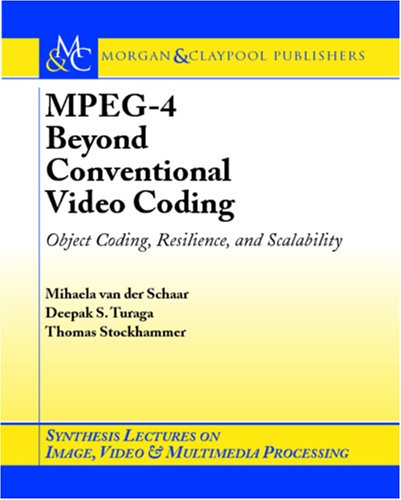 M&C MORGAN & CLAYPOOL PUBLISHERS
MPEG-4
Beyond
Conventional
Video Coding
Object Coding, Resilience, and Scalability
Mihaela van der Schaar
Deepak S. Turaga
Thomas Stockhammer
SYNTHESIS LECTURES ON
IMAGE, VIDEO & MULTIMEDIA PROCESSING